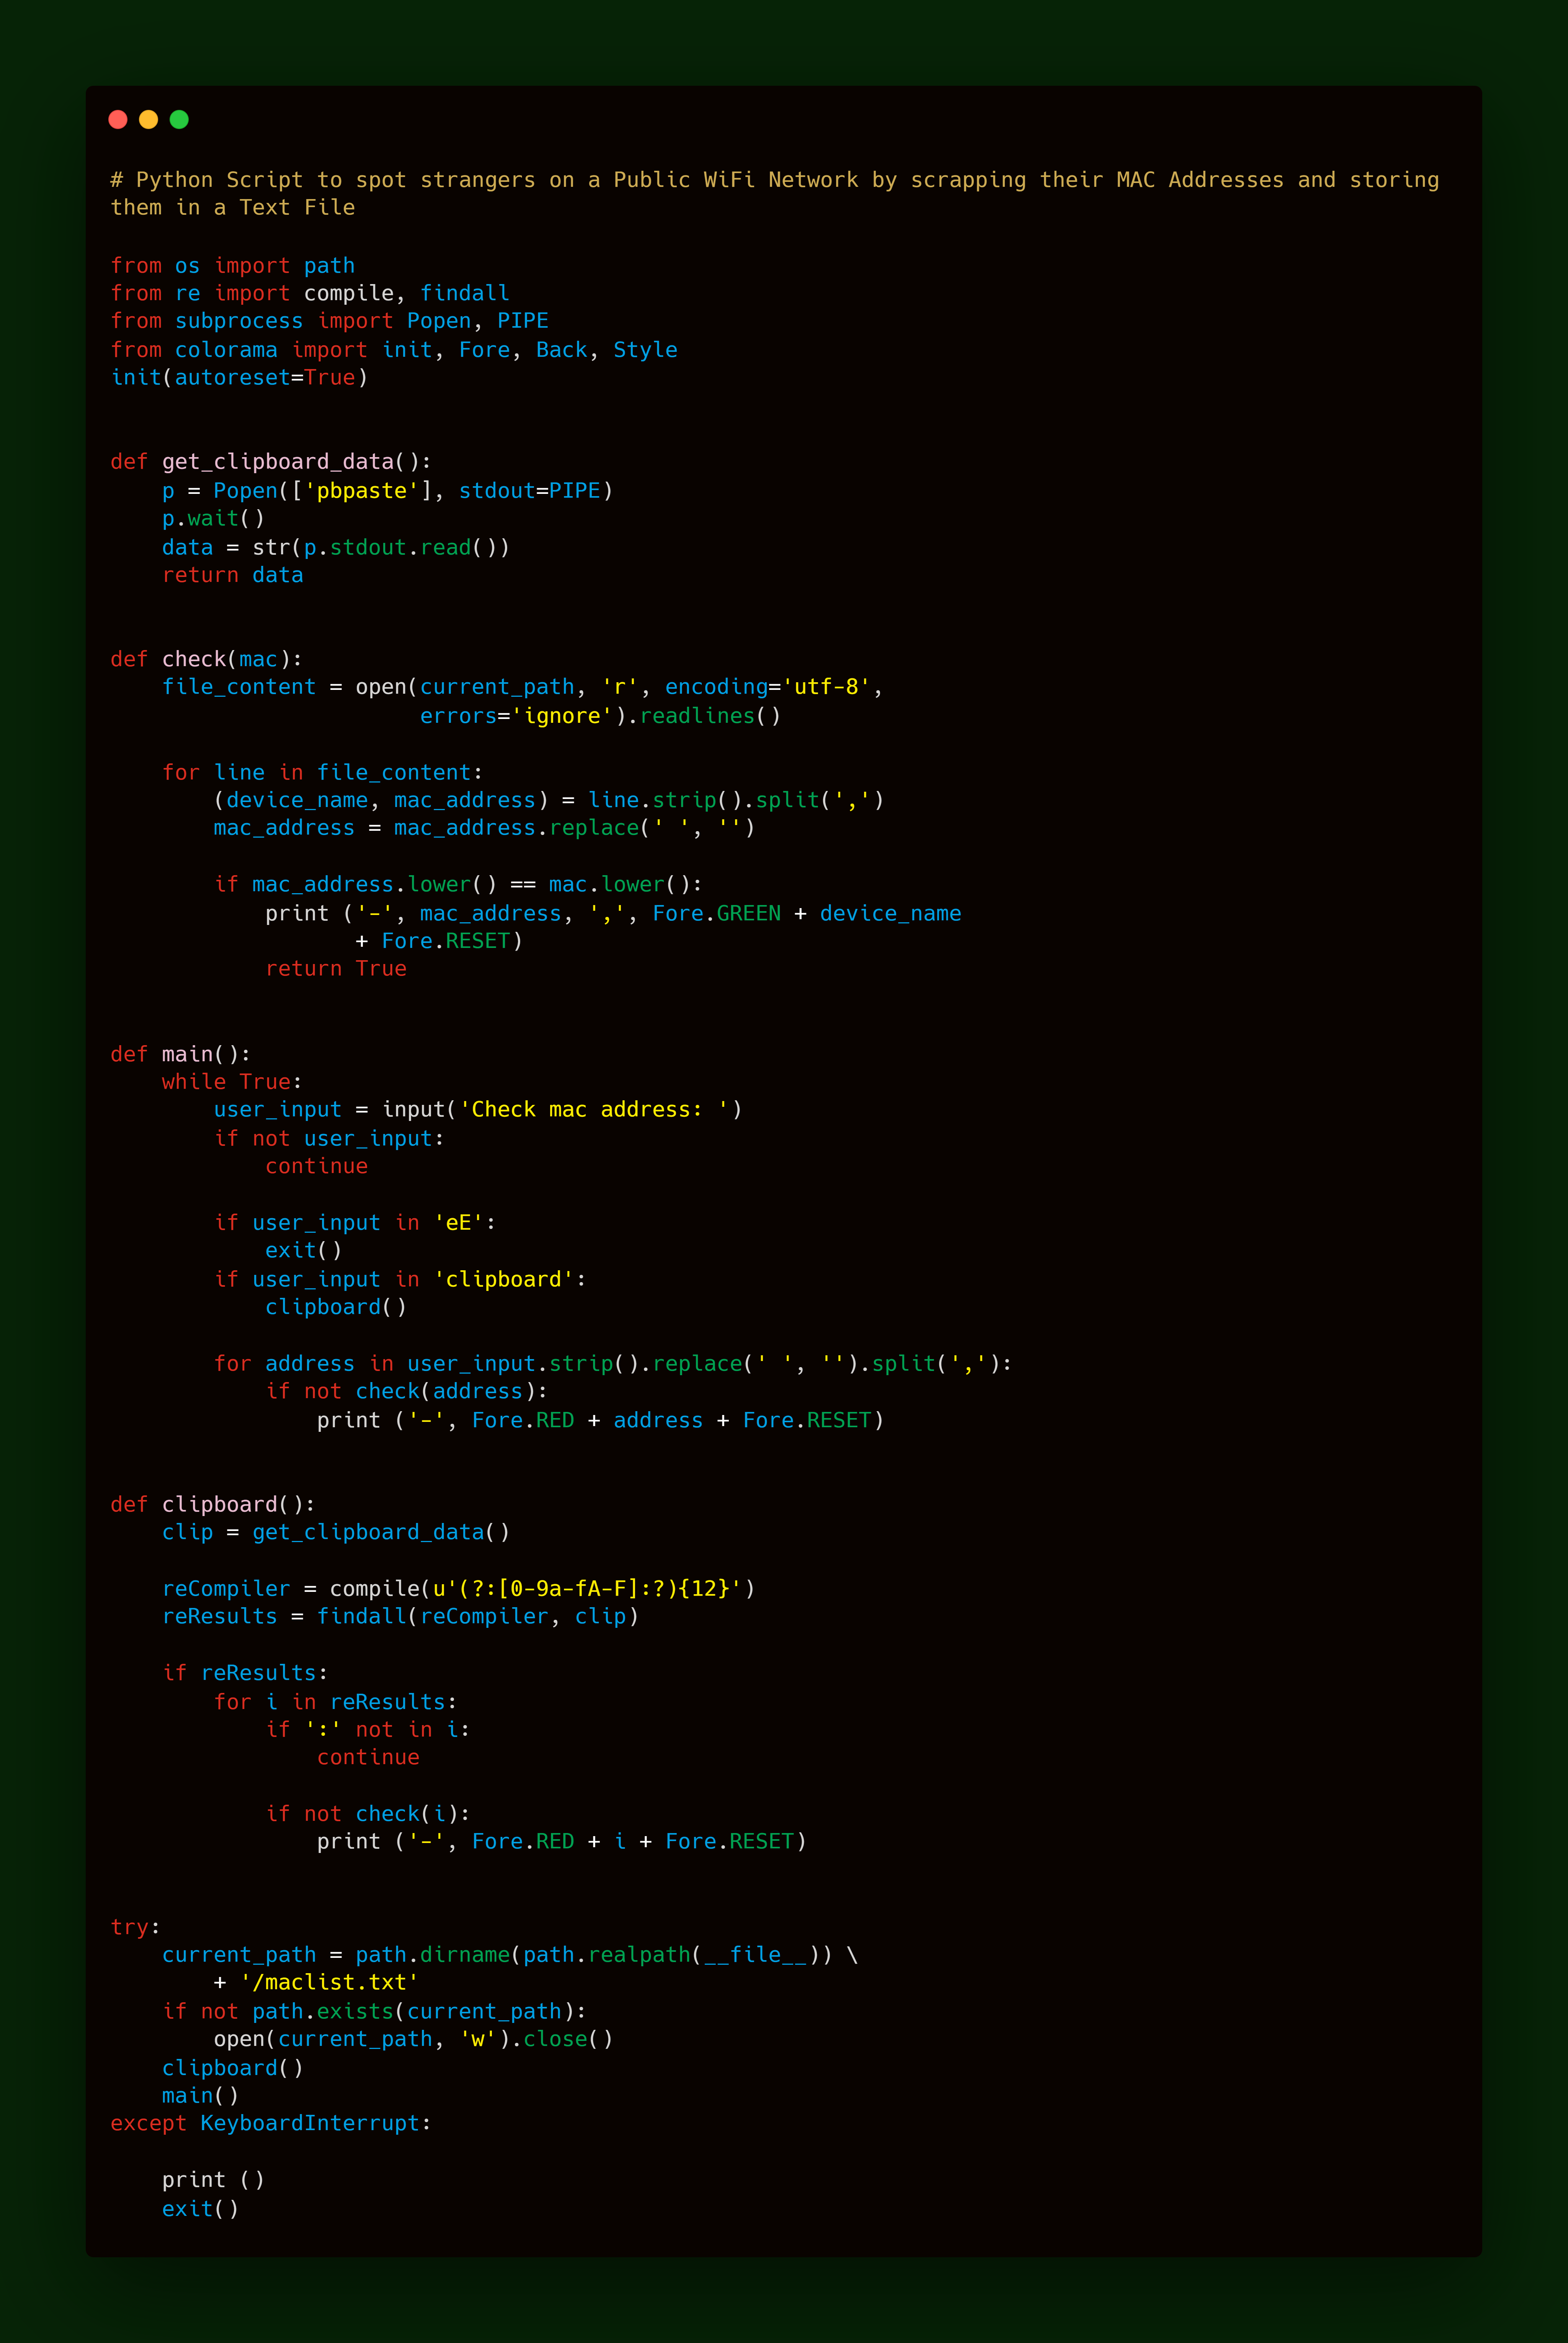 # Python Script to spot strangers on a Public WiFi Network by scrapping their MAC Addresses and storing
them in a Text File

from os import path
from re import compile, findall
from subprocess import Popen, PIPE
from colorama import init, Fore, Back, Style
init(autoreset=True)


def get_clipboard_data():
    p = Popen(['pbpaste'], stdout=PIPE)
    p.wait()
    data = str(p.stdout.read())
    return data


def check(mac):
    file_content = open(current_path, 'r', encoding='utf-8',
                        errors='ignore').readlines()

    for line in file_content:
        (device_name, mac_address) = line.strip().split(',')
        mac_address = mac_address.replace(' ', '')

        if mac_address.lower() == mac.lower():
            print ('-', mac_address, ',', Fore.GREEN + device_name
                   + Fore.RESET)
            return True


def main():
    while True:
        user_input = input('Check mac address: ')
        if not user_input:
            continue

        if user_input in 'eE':
            exit()
        if user_input in 'clipboard':
            clipboard()

        for address in user_input.strip().replace(' ', '').split(','):
            if not check(address):
                print ('-', Fore.RED + address + Fore.RESET)


def clipboard():
    clip = get_clipboard_data()

    reCompiler = compile(u'(?:[0-9a-fA-F]:?){12}')
    reResults = findall(reCompiler, clip)

    if reResults:
        for i in reResults:
            if ':' not in i:
                continue

            if not check(i):
                print ('-', Fore.RED + i + Fore.RESET)


try:
    current_path = path.dirname(path.realpath(__file__)) \
        + '/maclist.txt'
    if not path.exists(current_path):
        open(current_path, 'w').close()
    clipboard()
    main()
except KeyboardInterrupt:

    print ()
    exit()